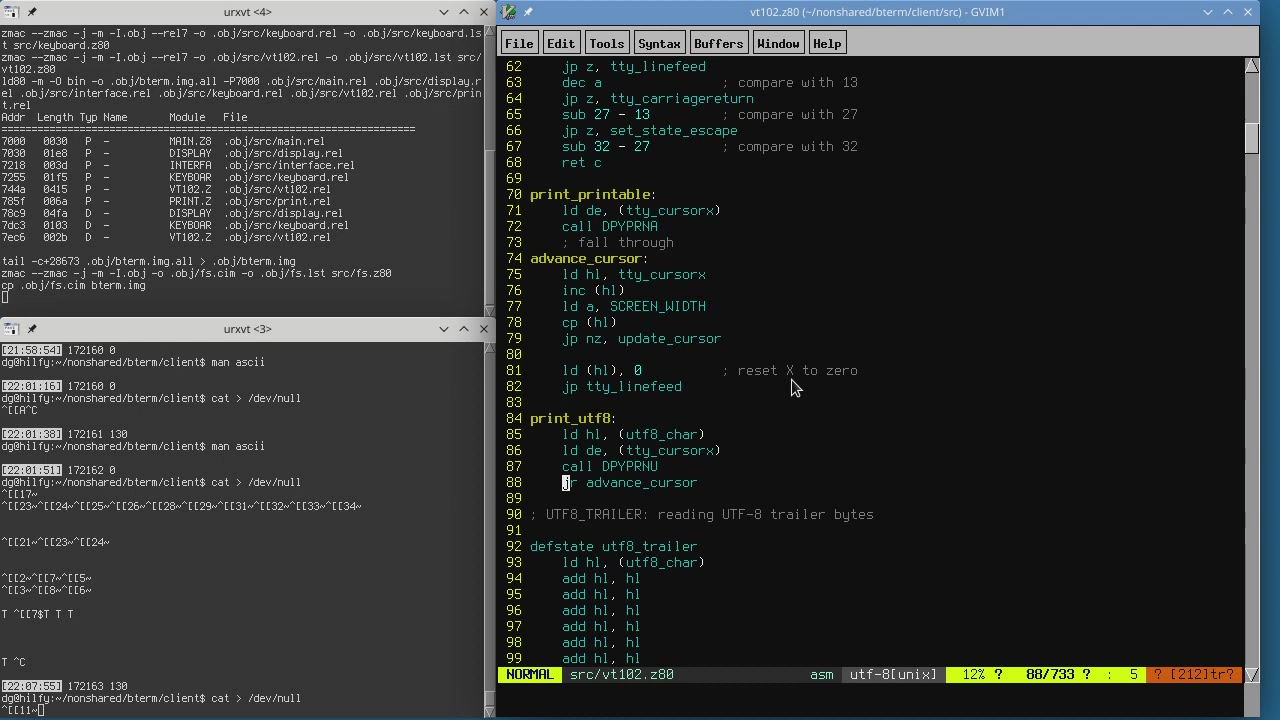 urxvt <4>
zmac --zmac -j -m -I.obj --rel7 -o .obj/src/keyboard.rel -o .obj/src/keyboard.ls
t src/keyboard.z80
zmac --zmac -j -m -I.obj --rel7 -o .obj/src/vt102.rel -o .obj/src/vt102.lst src/
vt102.z80
ld80 -m -O bin -o .obj/bterm.img.all -P7000 .obj/src/main.rel .obj/src/display.r
el .obj/src/interface.rel .obj/src/keyboard.rel .obj/src/vt102.rel .obj/src/prin
t.rel
Addr Length Typ Name Module File
================================================================
7000 0030 P - MAIN.Z8 .obj/src/main.rel
7030 01e8 P - DISPLAY .obj/src/display.rel
7218 003d P - INTERFA .obj/src/interface.rel
7255 01f5 P - KEYBOAR .obj/src/keyboard.rel
744a 0415 P - VT102.Z .obj/src/vt102.rel
785f 006a P - PRINT.Z .obj/src/print.rel
78c9 04fa D - DISPLAY .obj/src/display.rel
7dc3 0103 D - KEYBOAR .obj/src/keyboard.rel
7ec6 002b D - VT102.Z .obj/src/vt102.rel
tail -c+28673 .obj/bterm.img.all > .obj/bterm.img
zmac --zmac -j -m -I.obj -o .obj/fs.cim -o .obj/fs.lst src/fs.z80
cp .obj/fs.cim bterm.img
urxvt <3>
[21:58:54] 172160 0
dg@hilfy:~/nonshared/bterm/client$ man ascii
[22:01:16] 172160 0
dg@hilfy:~/nonshared/bterm/client$ cat > /dev/null
^[[A^C
[22:01:38] 172161 130
dg@hilfy:~/nonshared/bterm/client$ man ascii
[22:01:51] 172162 0
dg@hilfy:~/nonshared/bterm/client$ cat > /dev/null
^[[17~
^[[23~^[[24~^[[25~^[[26~^[[28~^[[29~^[[31~^[[32~^[[33~^[[34~
^[[21~^[[23~^[[24~
^[[2~^[[7~^[[5~
^[[3~^[[8~^[[6~
T ^[[7$T T T
T ^C
[22:07:55] 172163 130
dg@hilfy:~/nonshared/bterm/client$ cat > /dev/null
^[[11~
vt102.z80 (~/nonshared/bterm/client/src) - GVIM1
File Edit Tools Syntax Buffers Window Help
62 jp z, tty_linefeed
63 dec a ; compare with 13
64 jp z, tty_carriagereturn
65 sub 27 - 13 ; compare with 27
66 jp z, set_state_escape
67 sub 32 - 27 ; compare with 32
68 ret c
69
70 print_printable:
71 ld de, (tty_cursorx)
72 call DPYPRNA
73 ; fall through
74 advance_cursor:
75 ld hl, tty_cursorx
76 inc (hl)
77 ld a, SCREEN_WIDTH
78 cp (hl)
79 jp nz, update_cursor
80
81 ld (hl), 0 ; reset X to zero
82 jp tty_linefeed
83
84 print_utf8:
85 ld hl, (utf8_char)
86 ld de, (tty_cursorx)
87 call DPYPRNU
88 jr advance_cursor
89
90 ; UTF8_TRAILER: reading UTF-8 trailer bytes
91
92 defstate utf8_trailer
93 ld hl, (utf8_char)
94 add hl, hl
95 add hl, hl
96 add hl, hl
97 add hl, hl
98 add hl, hl
99 add hl, hl
NORMAL src/vt102.z80 asm utf-8[unix] 12% ? 88/733 ? : 5 ? [212]tr?